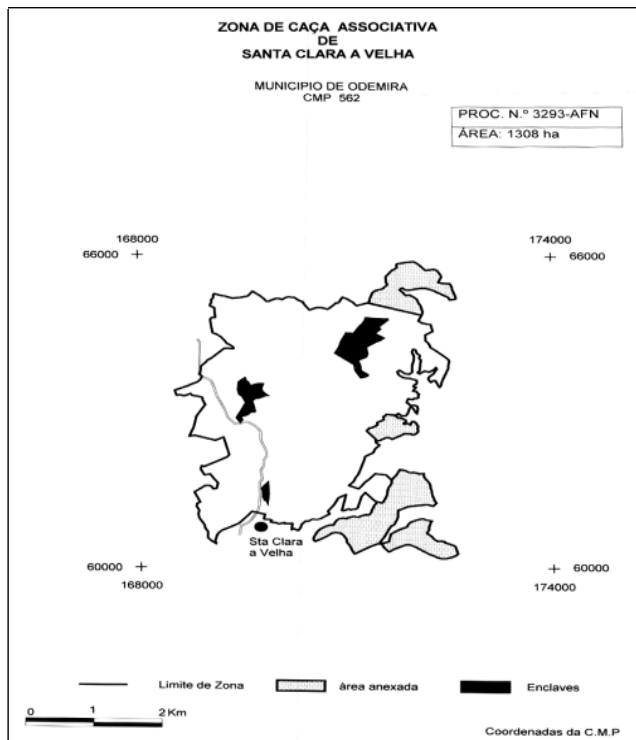 ZONA DE CAÇA ASSOCIATIVA
DE
SANTA CLARA A VELHA
MUNICIPIO DE ODEMIRA
CMP 562
PROC. N.º 3293-AFN
ÁREA: 1308 ha
168000
174000
66000
66000
Sta Clara
a Velha
60000
60000
168000
174000
Limite de Zona
área anexada
Enclaves
0 1 2 Km
Coordenadas da C.M.P